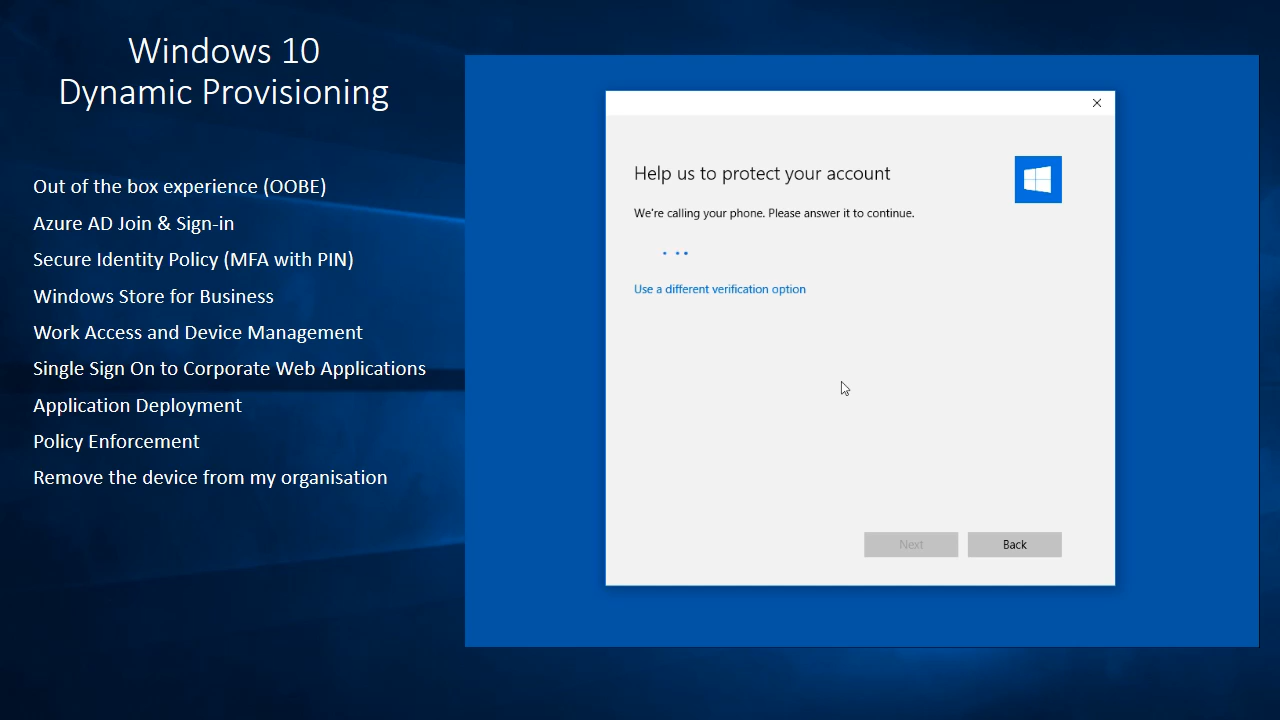 Windows 10
Dynamic Provisioning
Out of the box experience (OOBE)
Azure AD Join & Sign-in
Secure Identity Policy (MFA with PIN)
Windows Store for Business
Work Access and Device Management
Single Sign On to Corporate Web Applications
Application Deployment
Policy Enforcement
Remove the device from my organisation
Help us to protect your account
We're calling your phone. Please answer it to continue.
Use a different verification option
Next
Back